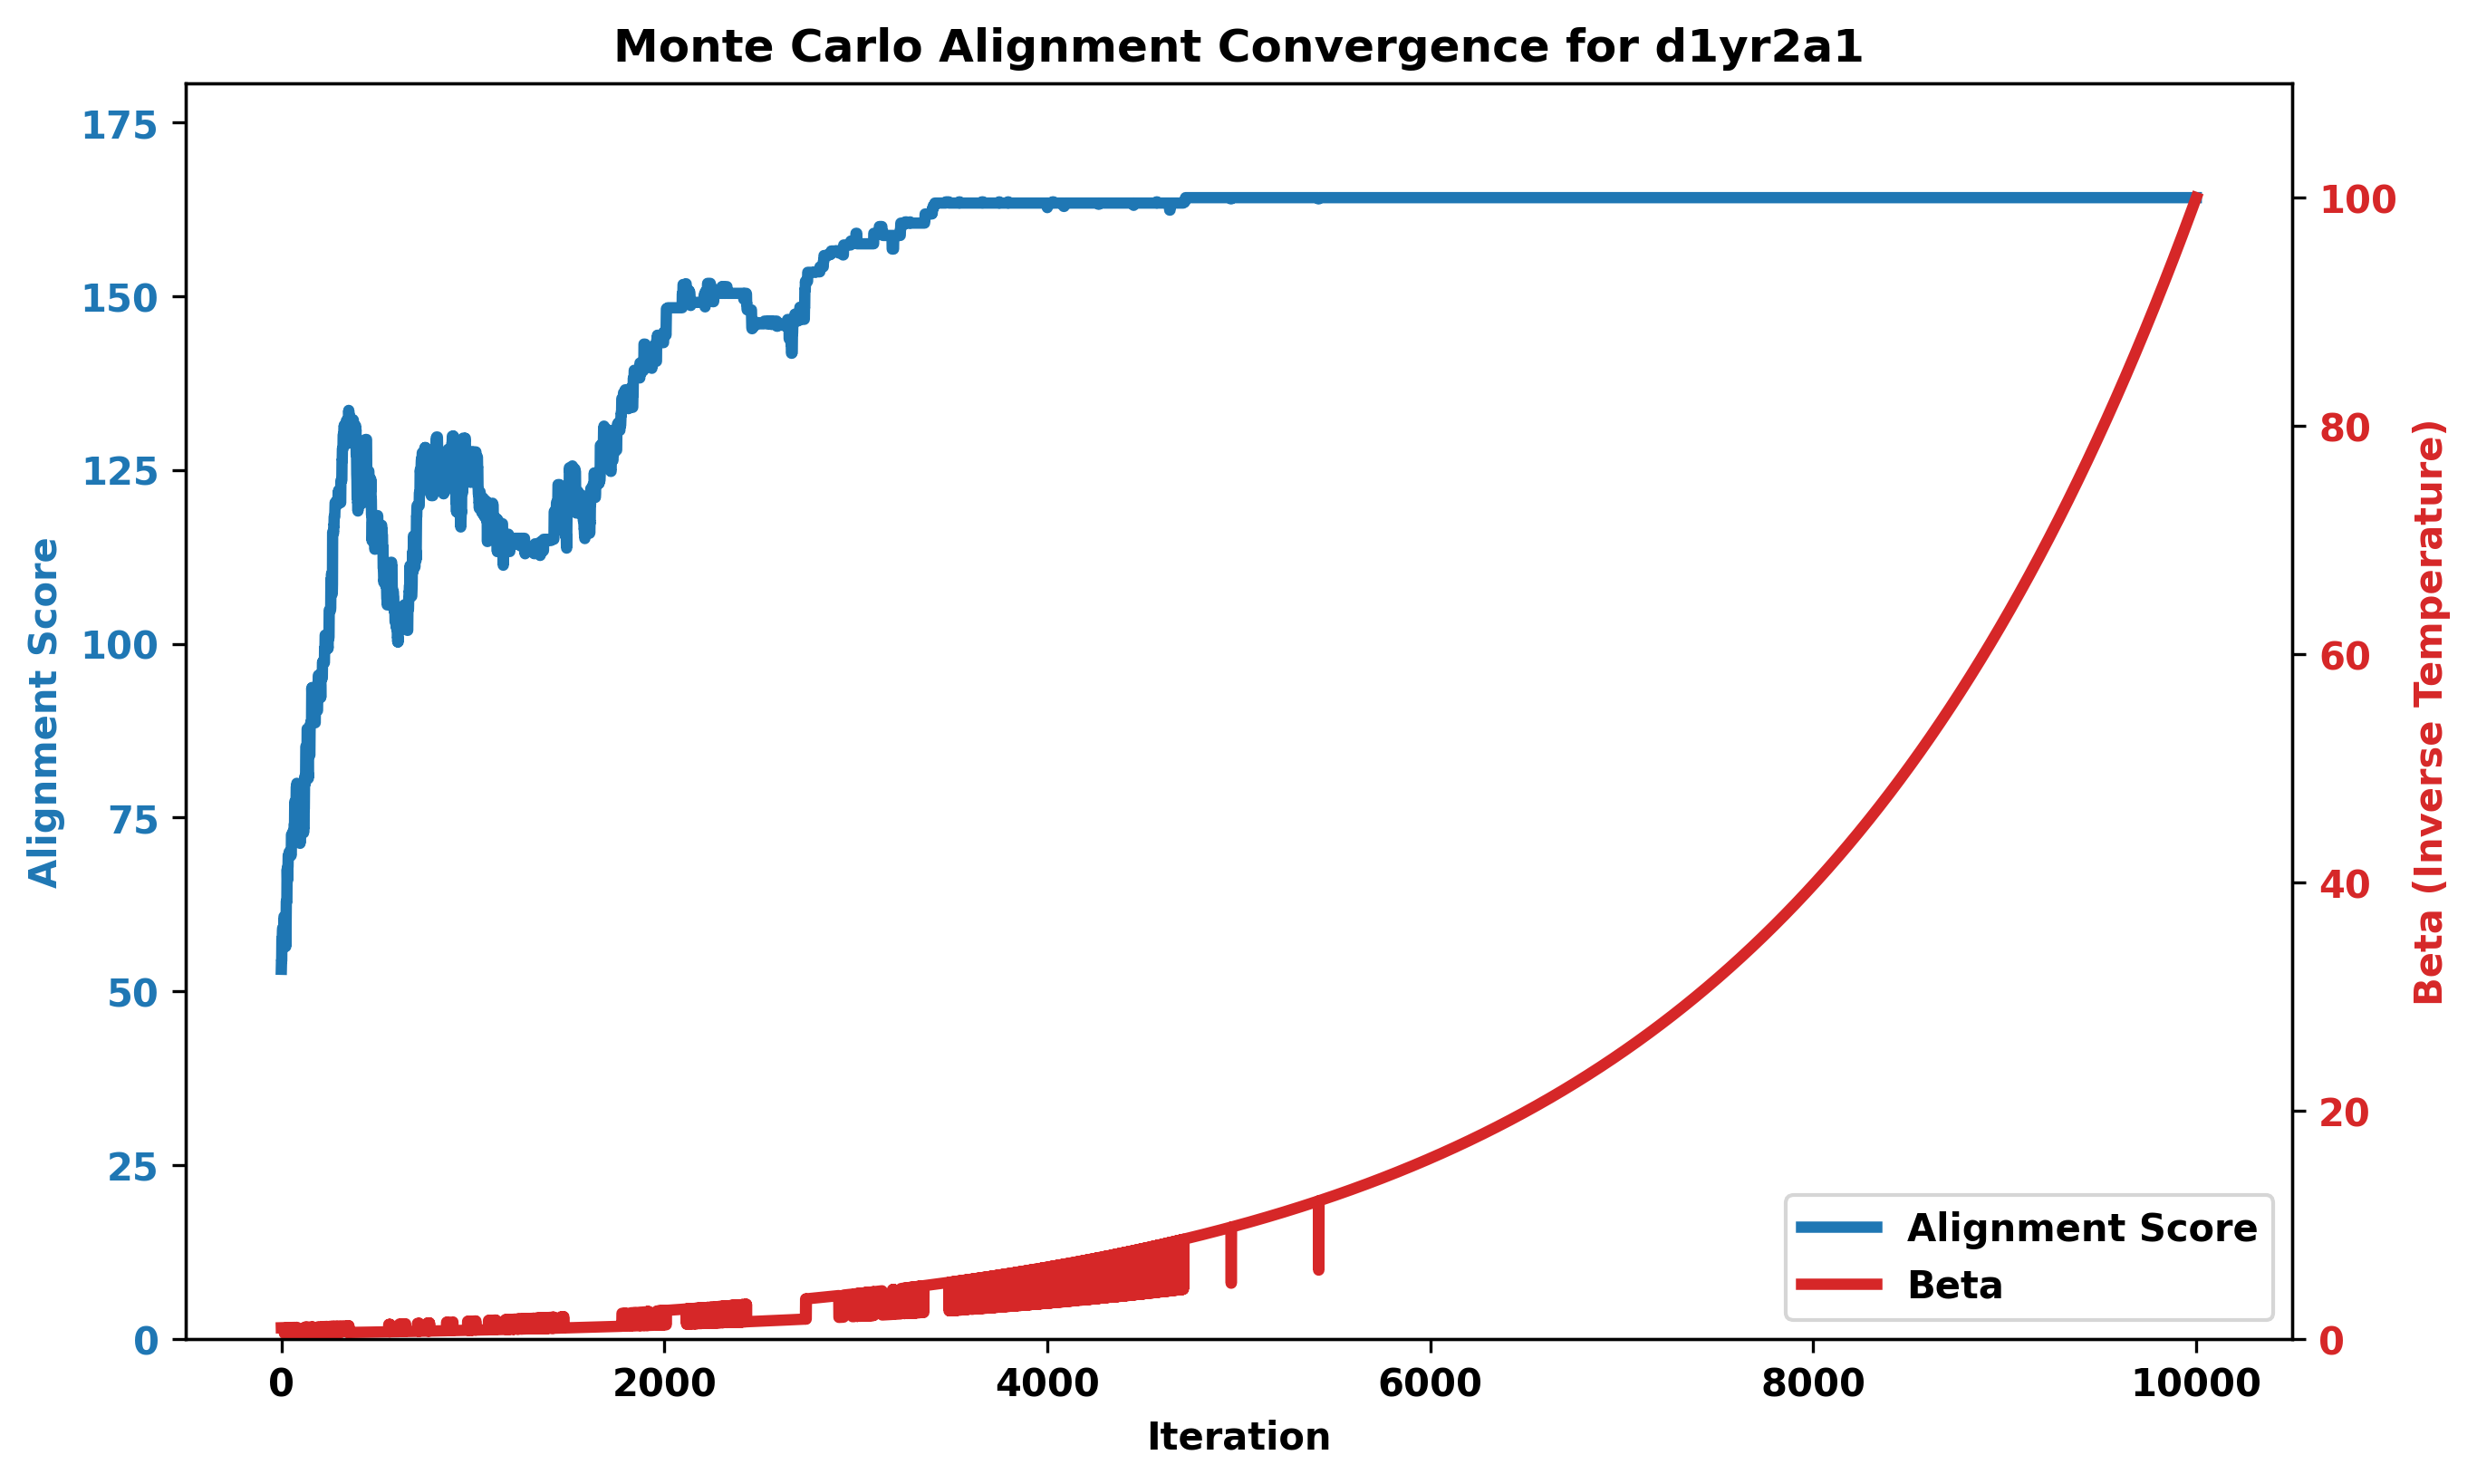 Monte Carlo Alignment Convergence for d1yr2a1
Alignment Score
175
150
125
100
75
50
25
0
100
80
60
40
20
0
Beta (Inverse Temperature)
Alignment Score
Beta
0 2000 4000 6000 8000 10000
Iteration